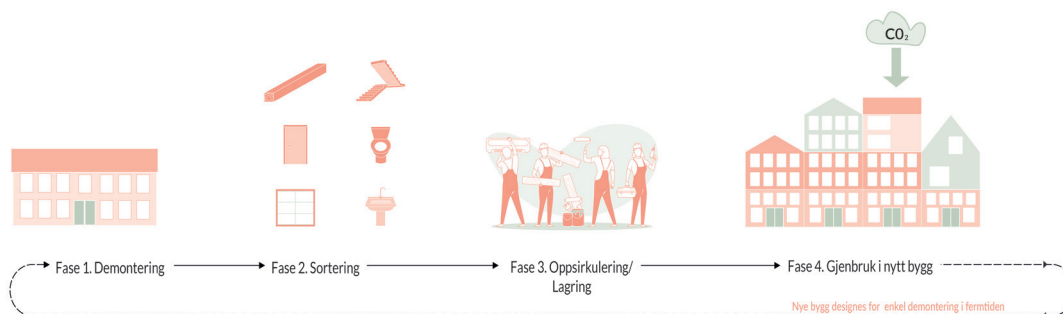 CO₂
Fase 1. Demontering
Fase 2. Sortering
Fase 3. Oppsirkulering/
Lagring
Fase 4. Gjenbruk i nytt bygg
Nye bygg designes for enkel demontering i fermtiden